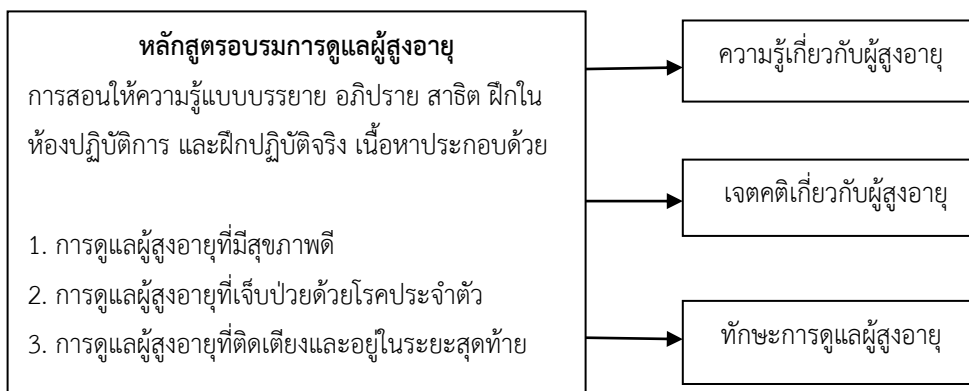 หลักสูตรอบรมการดูแลผู้สูงอายุ
การสอนให้ความรู้แบบบรรยาย อภิปราย สาธิต ฝึกใน
ห้องปฏิบัติการ และฝึกปฏิบัติจริง เนื้อหาประกอบด้วย
1. การดูแลผู้สูงอายุที่มีสุขภาพดี
2. การดูแลผู้สูงอายุที่เจ็บป่วยด้วยโรคประจำตัว
3. การดูแลผู้สูงอายุที่ติดเตียงและอยู่ในระยะสุดท้าย
ความรู้เกี่ยวกับผู้สูงอายุ
เจตคติเกี่ยวกับผู้สูงอายุ
ทักษะการดูแลผู้สูงอายุ